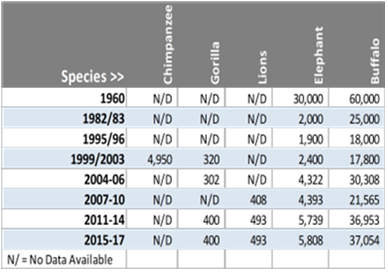 Species >> Chimpanzee Gorilla Lions Elephant Buffalo
1960 N/D N/D N/D 30,000 60,000
1982/83 N/D N/D N/D 2,000 25,000
1995/96 N/D N/D N/D 1,900 18,000
1999/2003 4,950 320 N/D 2,400 17,800
2004-06 N/D 302 N/D 4,322 30,308
2007-10 N/D N/D 408 4,393 21,565
2011-14 N/D 400 493 5,739 36,953
2015-17 N/D 400 493 5,808 37,054
N/ = No Data Available